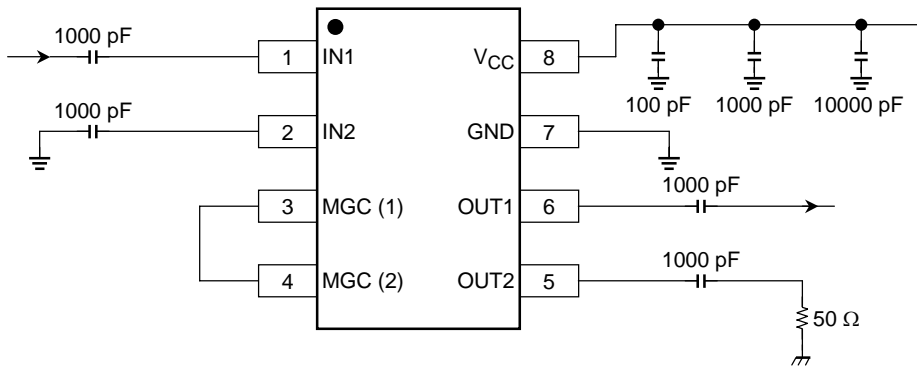 1000 pF
1 IN1
VCC 8
100 pF 1000 pF 10000 pF
1000 pF
2 IN2
GND 7
1000 pF
3 MGC (1)
OUT1 6
1000 pF
4 MGC (2)
OUT2 5
50 Ω